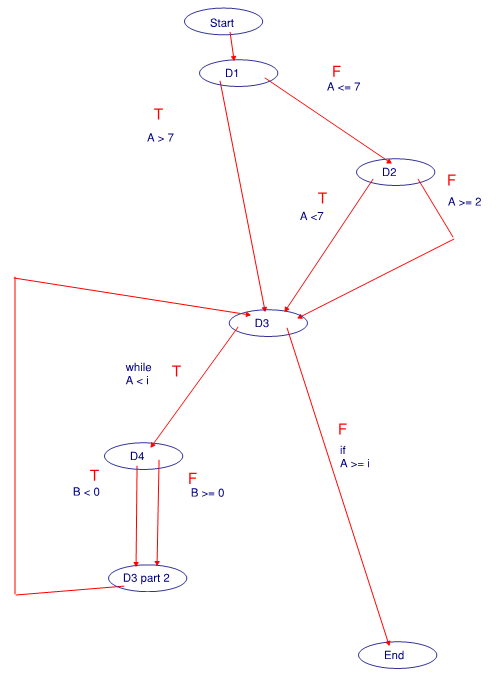 Start
D1
F
A <= 7
T
A > 7
D2
T
A <7
F
A >= 2
D3
while
A < i
T
F
if
A >= i
D4
T
B < 0
F
B >= 0
D3 part 2
End